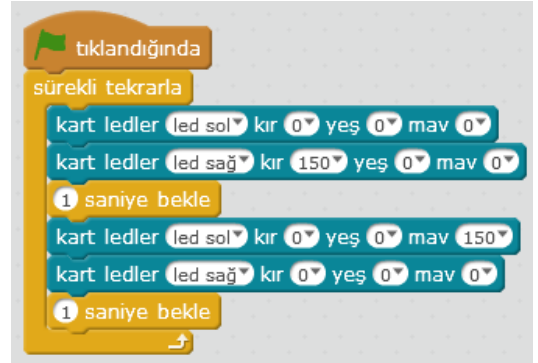 tıklandığında
sürekli tekrarla
kart ledler led sol kır 0 yeş 0 mav 0
kart ledler led sağ kır 150 yeş 0 mav 0
1 saniye bekle
kart ledler led sol kır 0 yeş 0 mav 150
kart ledler led sağ kır 0 yeş 0 mav 0
1 saniye bekle